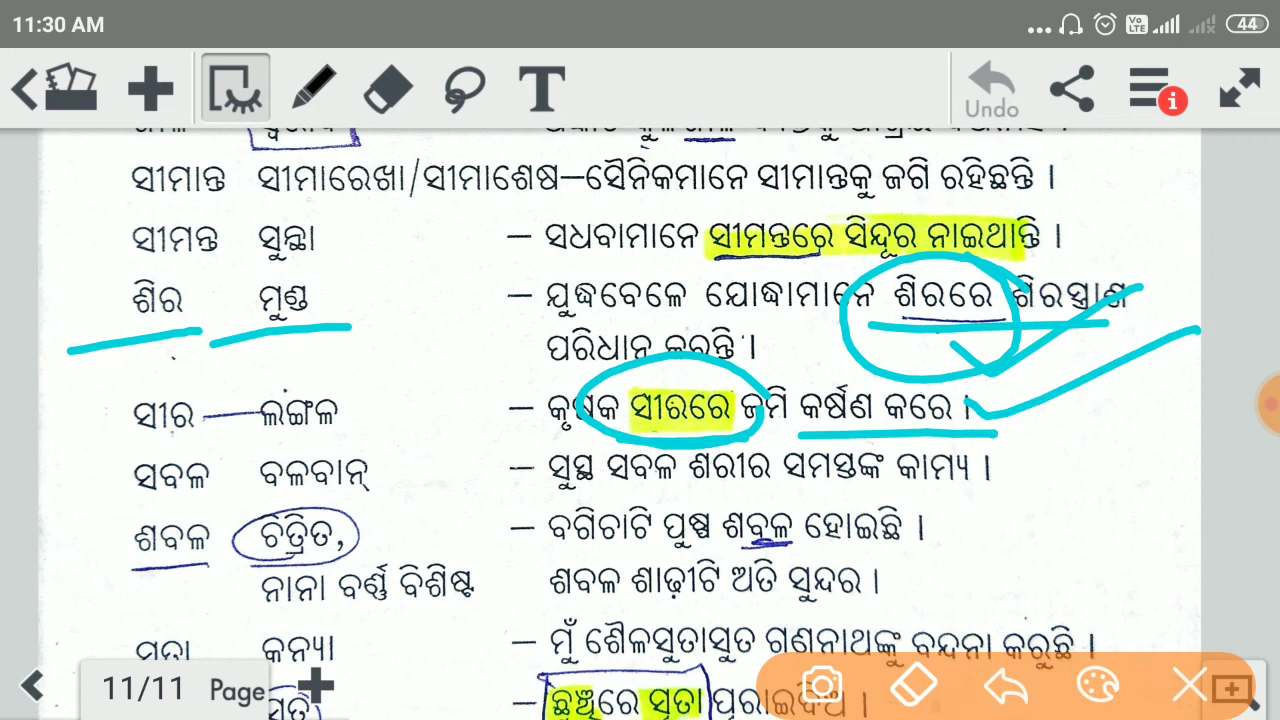 11:30 AM
44
Undo
ସୀମାନ୍ତ ସୀମାରେଖା/ସୀମାଶେଷ—ସୈନିକମାନେ ସୀମାନ୍ତକୁ ଜଗି ରହିଛନ୍ତି ।
ସୀମନ୍ତ ସୁନ୍ଥା — ସଧବାମାନେ ସୀମନ୍ତରେ ସିନ୍ଦୂର ନାଇଥାନ୍ତି ।
ଶିର ମୁଣ୍ଡ — ଯୁଦ୍ଧବେଳେ ଯୋଦ୍ଧାମାନେ ଶିରରେ ଶିରସ୍ତ୍ରାଣ
ପରିଧାନ କରନ୍ତି ।
ସୀର ଲଙ୍ଗଳ — କୃଷକ ସୀରରେ ଜମି କର୍ଷଣ କରେ ।
ସବଳ ବଳବାନ୍ — ସୁସ୍ଥ ସବଳ ଶରୀର ସମସ୍ତଙ୍କ କାମ୍ୟ ।
ଶବଳ ଚିତ୍ରିତ, — ବଗିଚାଟି ପୁଷ୍ପ ଶବଳ ହୋଇଛି ।
ନାନା ବର୍ଣ୍ଣ ବିଶିଷ୍ଟ ଶବଳ ଶାଢ଼ୀଟି ଅତି ସୁନ୍ଦର ।
ସୁତା କନ୍ୟା — ମୁଁ ଶୈଳସୁତାସୁତ ଗଣନାଥଙ୍କୁ ବନ୍ଦନା କରୁଛି ।
11/11 Page
— ଛୁଞ୍ଚିରେ ସୂତା